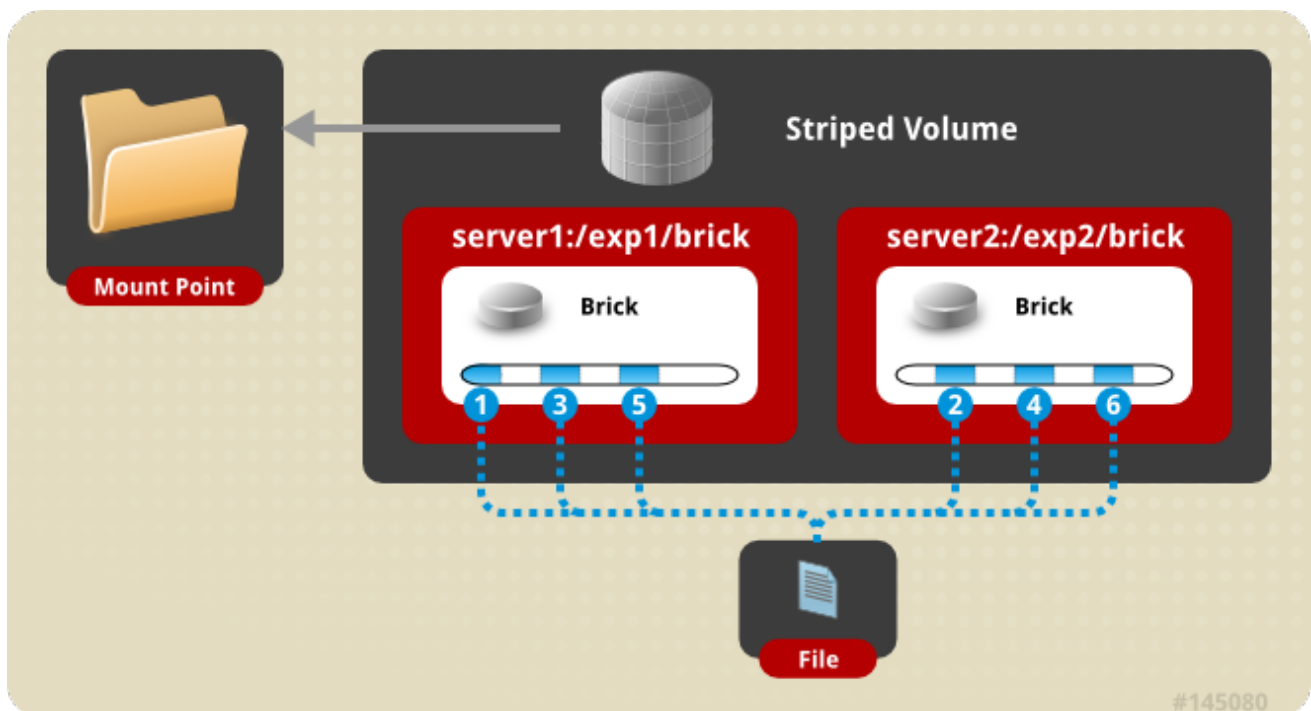 Striped Volume
Mount Point
server1:/exp1/brick
Brick
1 3 5
server2:/exp2/brick
Brick
2 4 6
File
#145080